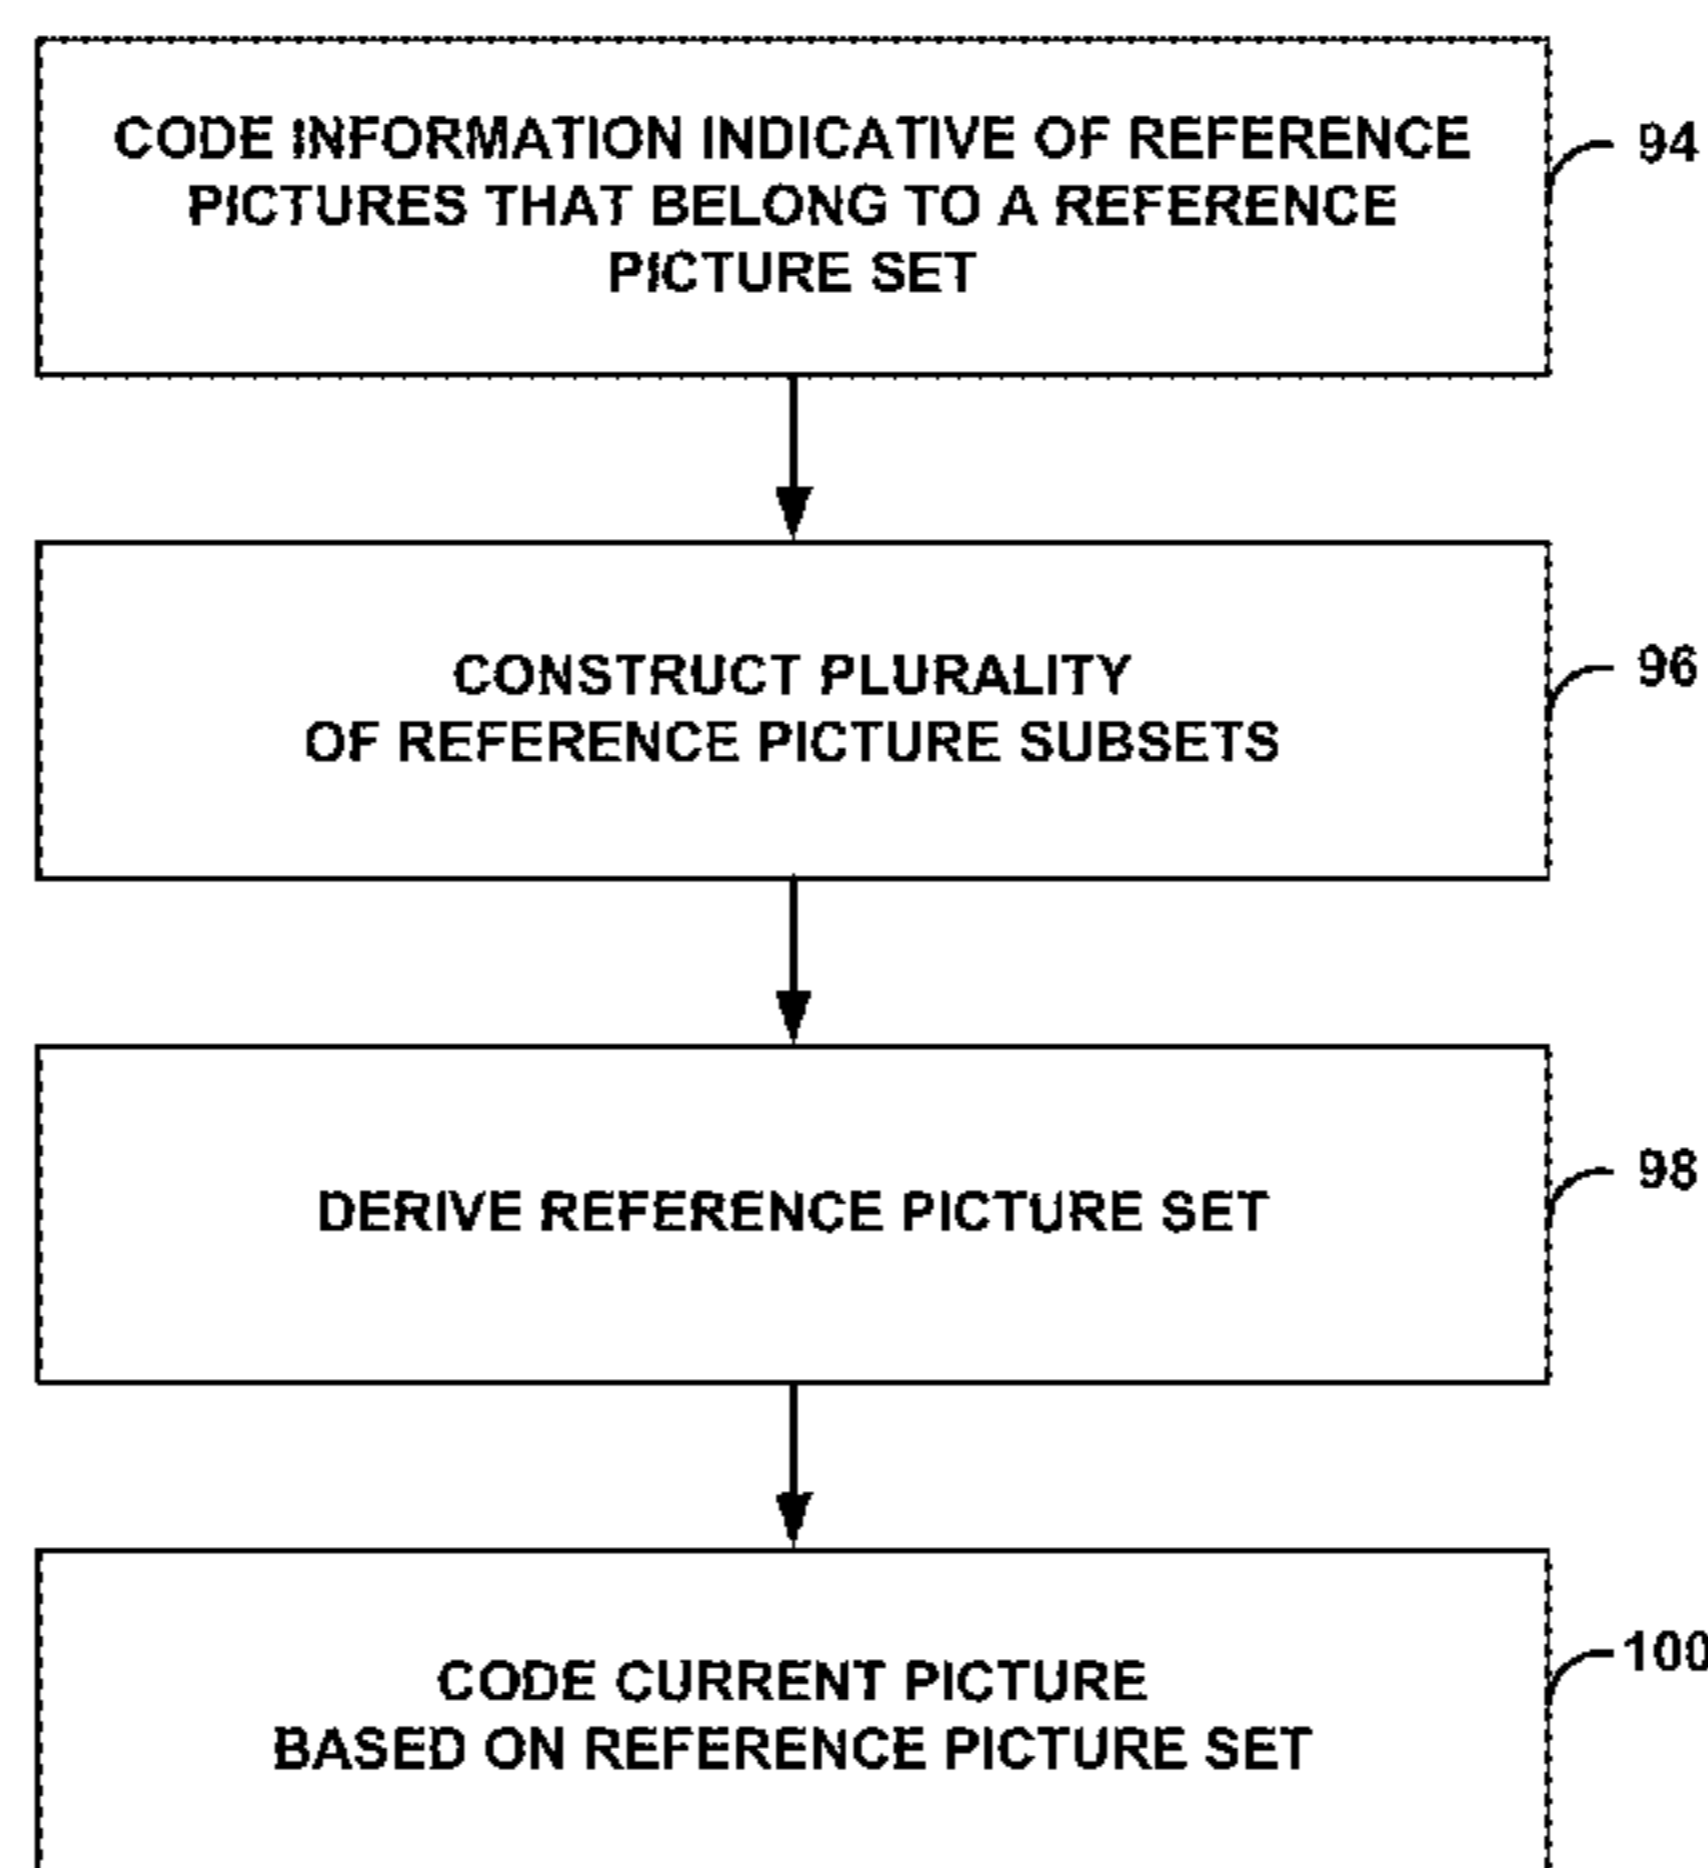 CODE INFORMATION INDICATIVE OF REFERENCE
PICTURES THAT BELONG TO A REFERENCE
PICTURE SET
94
CONSTRUCT PLURALITY
OF REFERENCE PICTURE SUBSETS
96
DERIVE REFERENCE PICTURE SET
98
CODE CURRENT PICTURE
BASED ON REFERENCE PICTURE SET
100